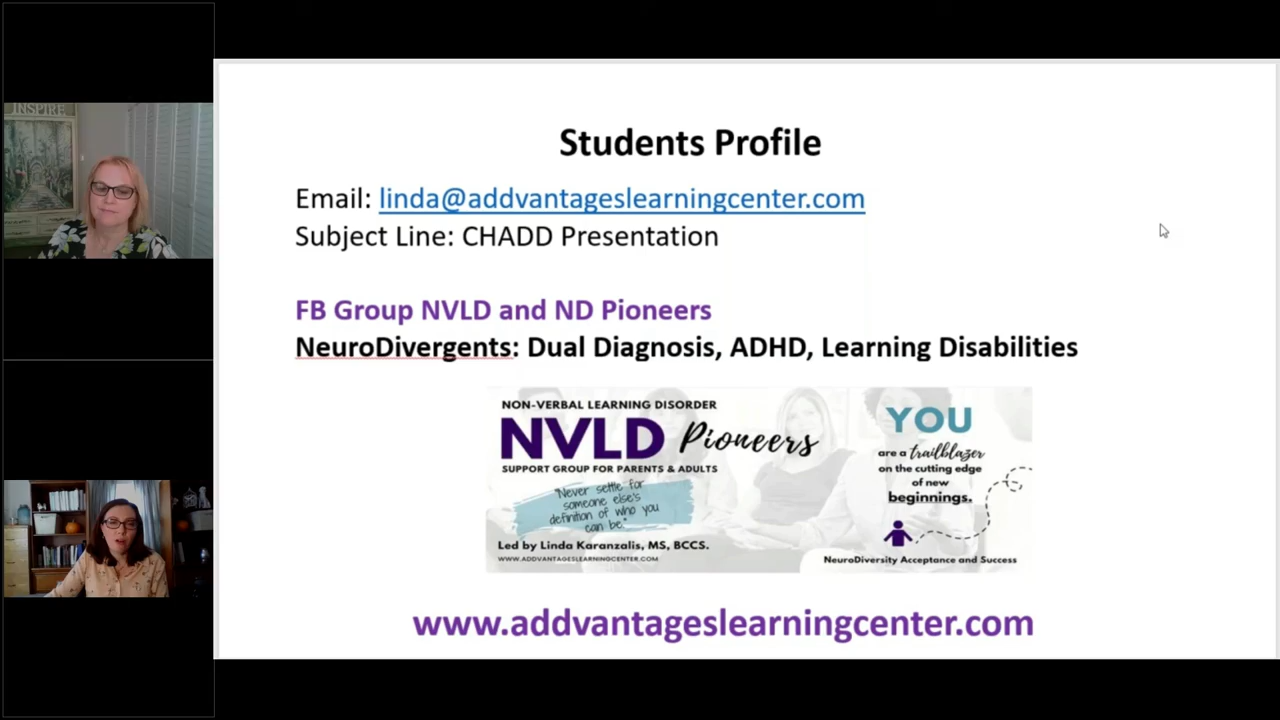 INSPIRE
Students Profile
Email: linda@addvantageslearningcenter.com
Subject Line: CHADD Presentation
FB Group NVLD and ND Pioneers
NeuroDivergents: Dual Diagnosis, ADHD, Learning Disabilities
NON-VERBAL LEARNING DISORDER
NVLD Pioneers
SUPPORT GROUP FOR PARENTS & ADULTS
"Never settle for
someone else's
definition of who you
can be."
Led by Linda Karanzalis, MS, BCCS.
WWW.ADDVANTAGESLEARNINGCENTER.COM
YOU
are a trailblazer
on the cutting edge
of new
beginnings.
NeuroDiversity Acceptance and Success
www.addvantageslearningcenter.com